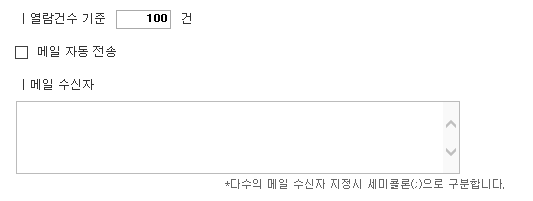 | 열람건수 기준 100 건
메일 자동 전송
| 메일 수신자
*다수의 메일 수신자 지정시 세미콜론(;)으로 구분합니다.